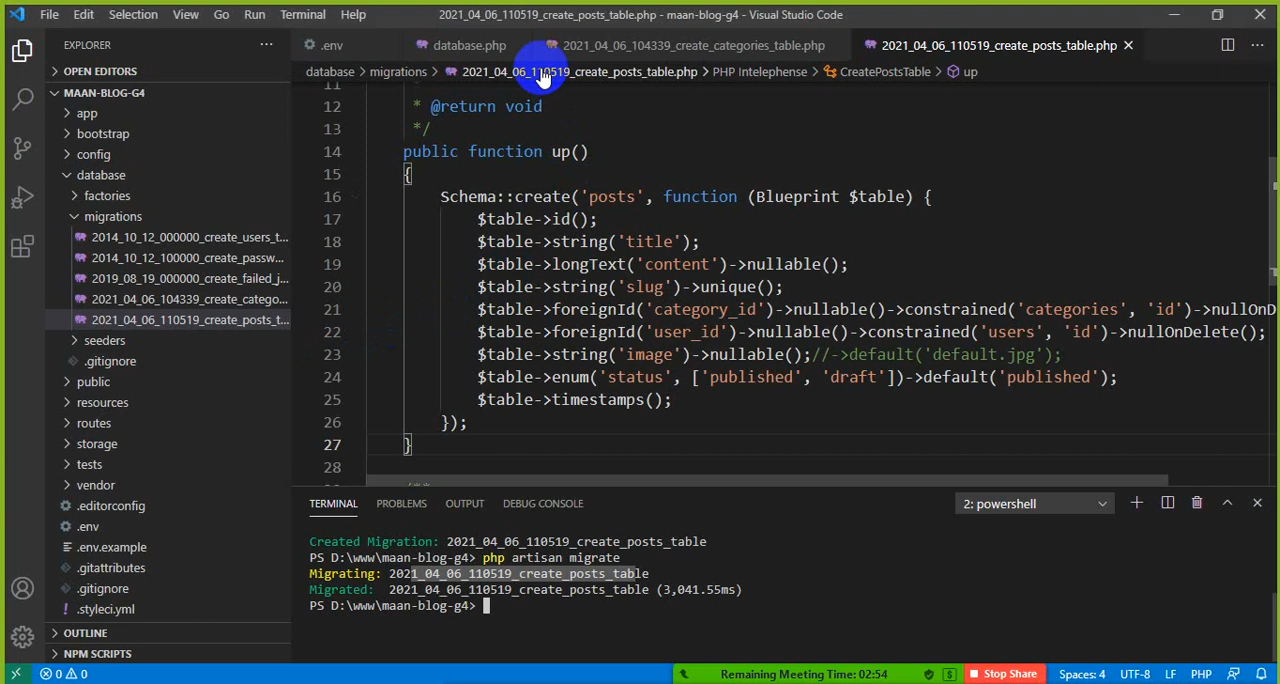 File Edit Selection View Go Run Terminal Help 2021_04_06_110519_create_posts_table.php - maan-blog-g4 - Visual Studio Code
EXPLORER
.env database.php 2021_04_06_104339_create_categories_table.php 2021_04_06_110519_create_posts_table.php
OPEN EDITORS
database > migrations > 2021_04_06_110519_create_posts_table.php > PHP Intelephense > CreatePostsTable > up
MAAN-BLOG-G4
app
bootstrap
config
database
factories
migrations
2014_10_12_000000_create_users_t...
2014_10_12_100000_create_passw...
2019_08_19_000000_create_failed_j...
2021_04_06_104339_create_catego...
2021_04_06_110519_create_posts_t...
seeders
.gitignore
public
resources
routes
storage
tests
vendor
.editorconfig
.env
.env.example
.gitattributes
.gitignore
.styleci.yml
OUTLINE
NPM SCRIPTS
11 *
12 * @return void
13 */
14 public function up()
15 {
16 Schema::create('posts', function (Blueprint $table) {
17 $table->id();
18 $table->string('title');
19 $table->longText('content')->nullable();
20 $table->string('slug')->unique();
21 $table->foreignId('category_id')->nullable()->constrained('categories', 'id')->nullOnD
22 $table->foreignId('user_id')->nullable()->constrained('users', 'id')->nullOnDelete();
23 $table->string('image')->nullable();//->default('default.jpg');
24 $table->enum('status', ['published', 'draft'])->default('published');
25 $table->timestamps();
26 });
27 }
28
/**
TERMINAL PROBLEMS OUTPUT DEBUG CONSOLE 2: powershell
Created Migration: 2021_04_06_110519_create_posts_table
PS D:\www\maan-blog-g4> php artisan migrate
Migrating: 2021_04_06_110519_create_posts_table
Migrated: 2021_04_06_110519_create_posts_table (3,041.55ms)
PS D:\www\maan-blog-g4>
0 0 Remaining Meeting Time: 02:54 Stop Share Spaces: 4 UTF-8 LF PHP